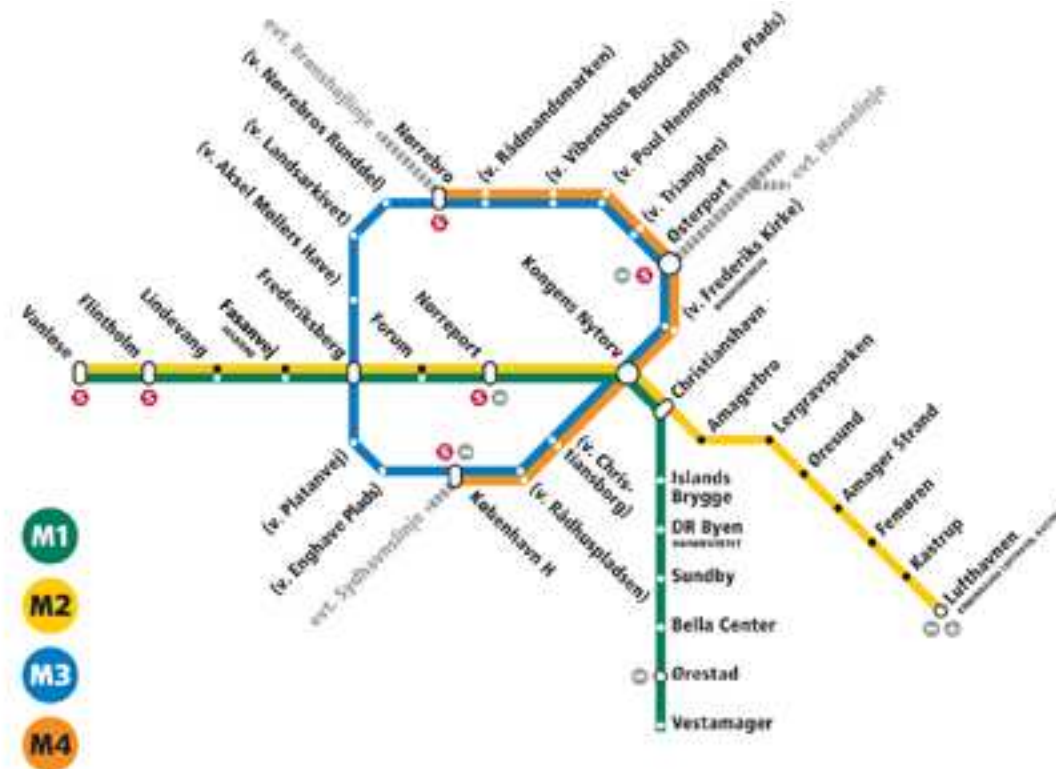 evt. Brønshøjlinje
(v. Nørrebros Runddel)
(v. Landsarkivet)
(v. Aksel Møllers Have)
Nørrebro
(v. Rådmandsmarken)
(v. Vibenshus Runddel)
(v. Poul Henningsens Plads)
(v. Trianglen)
Østerport
evt. Havnelinje
(v. Frederiks Kirke)
Vanløse
Flintholm
Lindevang
Fasanvej
Frederiksberg
Forum
Nørreport
Kongens Nytorv
Christianshavn
Amagerbro
Lergravsparken
Øresund
Amager Strand
Femøren
Kastrup
Lufthavnen
(v. Platanvej)
(v. Enghave Plads)
evt. Sydhavnslinje
København H
(v. Rådhuspladsen)
(v. Chris-
tiansborg)
Islands
Brygge
DR Byen
Sundby
Bella Center
Ørestad
Vestamager
M1
M2
M3
M4